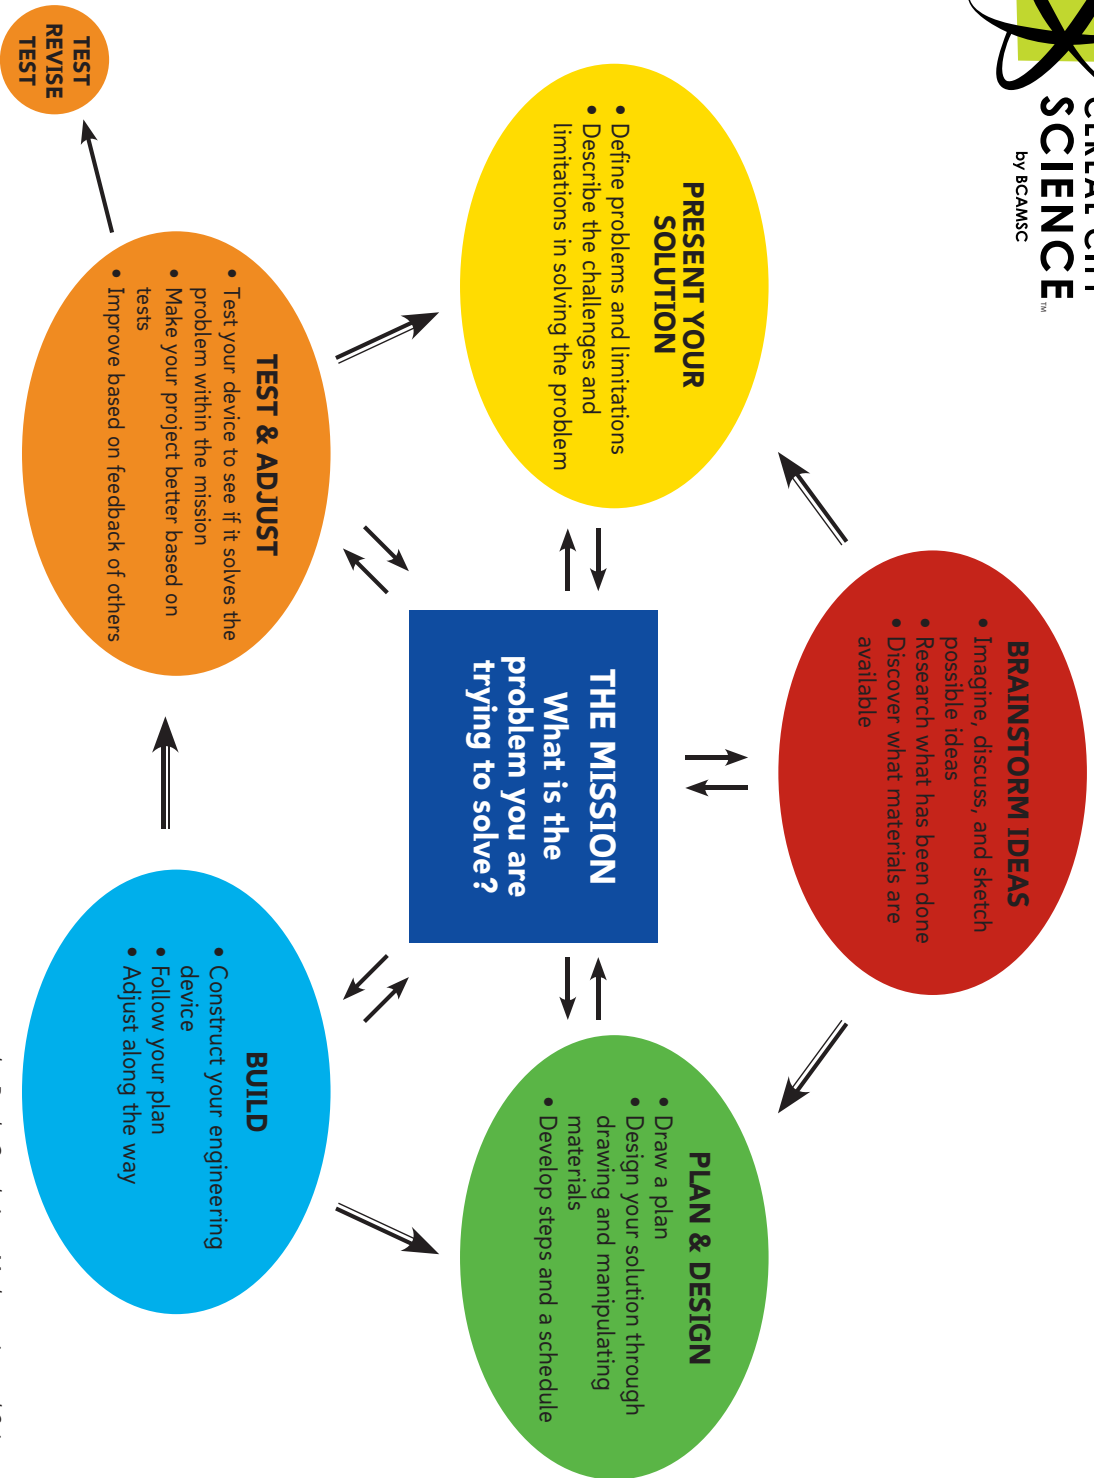 SCIENCE™
by BCAMSC
BRAINSTORM IDEAS
• Imagine, discuss, and sketch
possible ideas
• Research what has been done
• Discover what materials are
available
PRESENT YOUR
SOLUTION
• Define problems and limitations
• Describe the challenges and
limitations in solving the problem
THE MISSION
What is the
problem you are
trying to solve?
PLAN & DESIGN
• Draw a plan
• Design your solution through
drawing and manipulating
materials
• Develop steps and a schedule
TEST & ADJUST
• Test your device to see if it solves the
problem within the mission
• Make your project better based on
tests
• Improve based on feedback of others
BUILD
• Construct your engineering
device
• Follow your plan
• Adjust along the way
TEST
REVISE
TEST